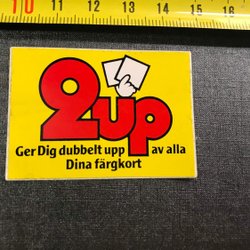 10 11 12 13 14 15 16
2up
Ger Dig dubbelt upp av alla
Dina färgkort